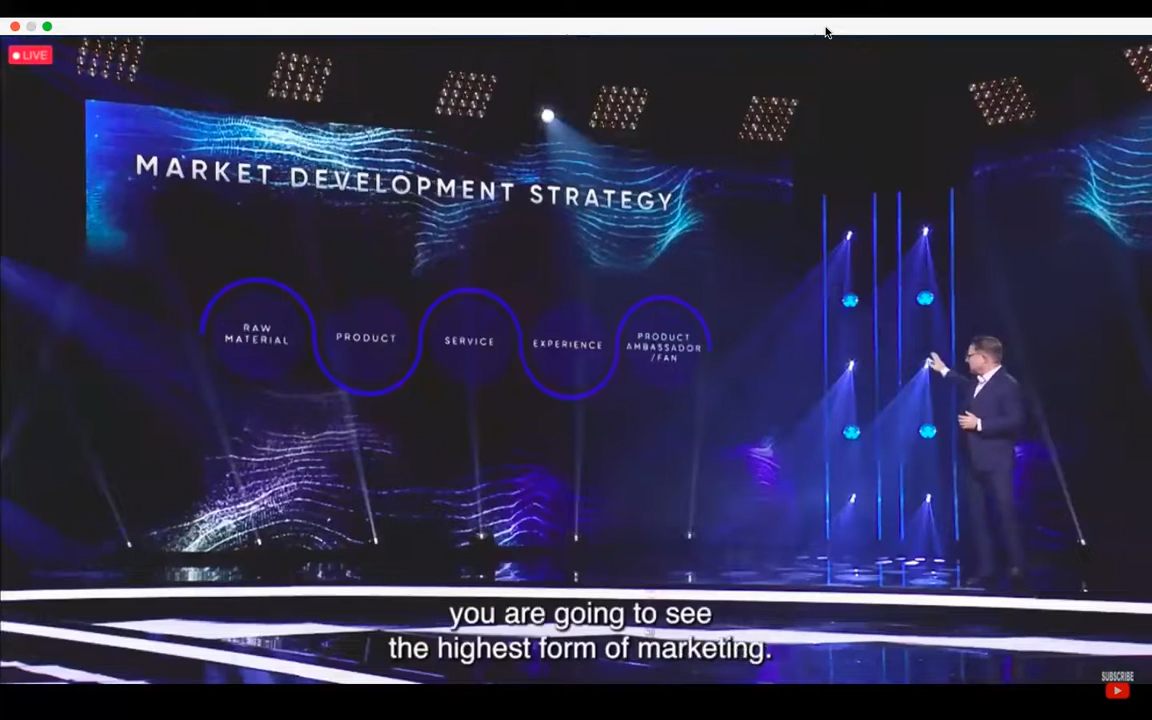 LIVE
MARKET DEVELOPMENT STRATEGY
RAW
MATERIAL
PRODUCT
SERVICE
EXPERIENCE
PRODUCT
AMBASSADOR
/FAN
you are going to see
the highest form of marketing.
SUBSCRIBE